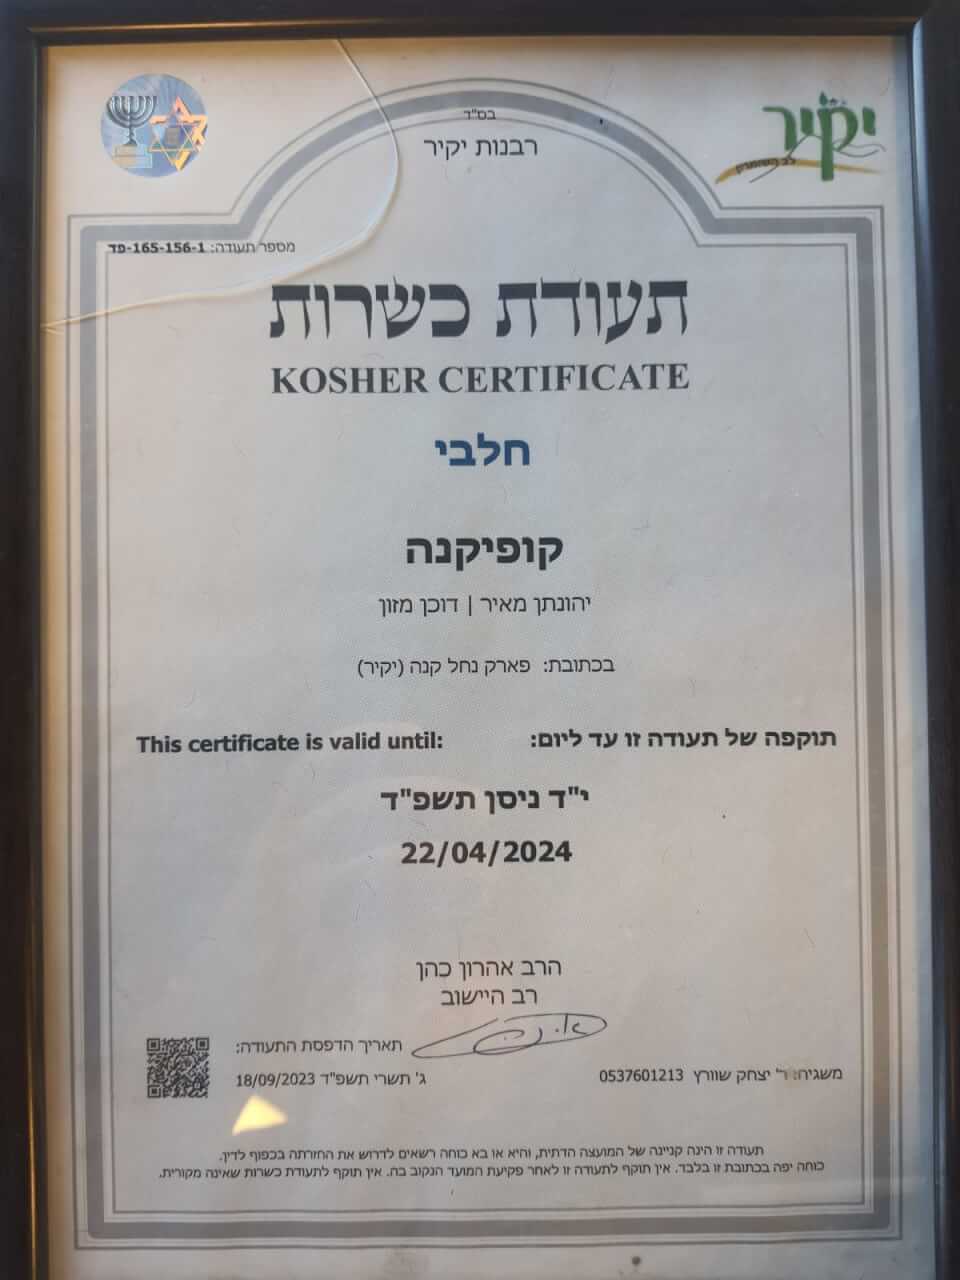 בס"ד
רבנות יקיר
יקיר
לב השומרון
מספר תעודה: פד-165-156-1
תעודת כשרות
KOSHER CERTIFICATE
חלבי
קופיקנה
יהונתן מאיר | דוכן מזון
בכתובת: פארק נחל קנה (יקיר)
תוקפה של תעודה זו עד ליום: This certificate is valid until:
י"ד ניסן תשפ"ד
22/04/2024
הרב אהרון כהן
רב היישוב
תאריך הדפסת התעודה:
ג' תשרי תשפ"ד 18/09/2023
משגיח: ר' יצחק שוורץ 0537601213
תעודה זו הינה קניינה של המועצה הדתית, והיא או בא כוחה רשאים לדרוש את החזרתה בכפוף לדין.
כוחה יפה בכתובת זו בלבד. אין תוקף לתעודה זו לאחר פקיעת המועד הנקוב בה. אין תוקף לתעודת כשרות שאינה מקורית.